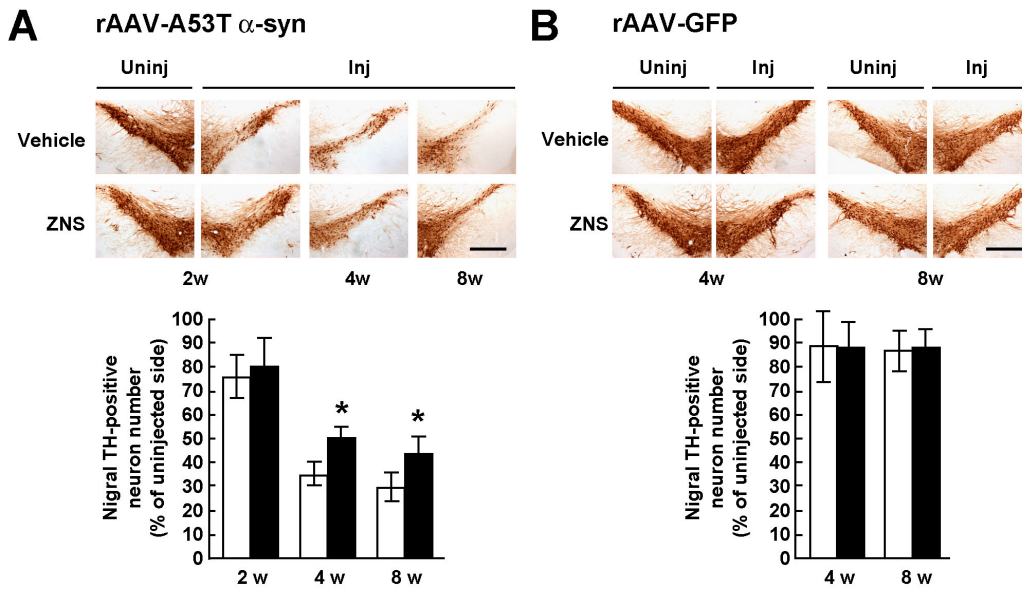 A rAAV-A53T α-syn
Uninj Inj
Vehicle
ZNS
2w 4w 8w
Nigral TH-positive
neuron number
(% of uninjected side)
100
90
80
70
60
50
40
30
20
10
0
* *
2 w 4 w 8 w
B rAAV-GFP
Uninj Inj Uninj Inj
Vehicle
ZNS
4w 8w
Nigral TH-positive
neuron number
(% of uninjected side)
100
90
80
70
60
50
40
30
20
10
0
4 w 8 w